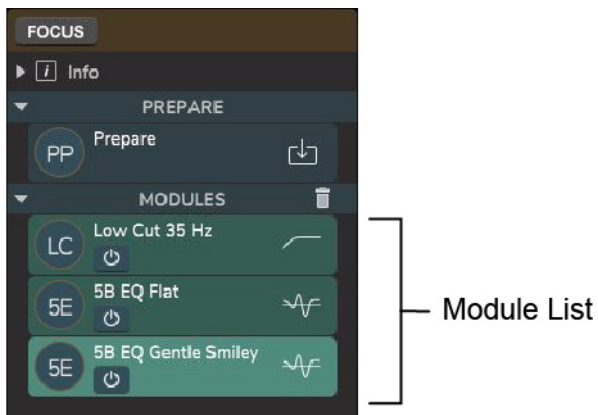 FOCUS
i Info
PREPARE
PP Prepare
MODULES
LC Low Cut 35 Hz
5E 5B EQ Flat
5E 5B EQ Gentle Smiley
Module List